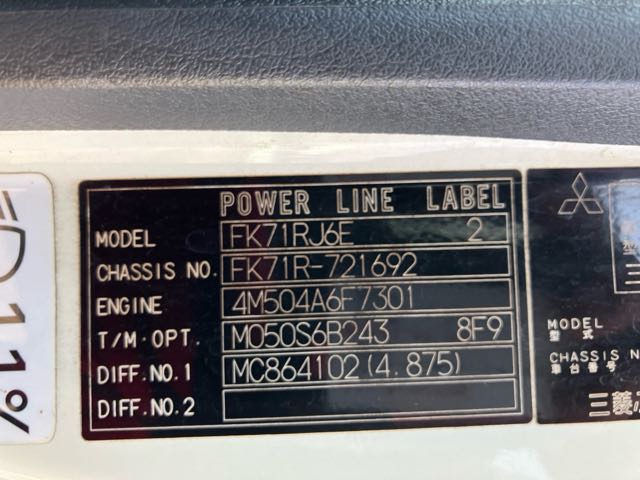 POWER LINE LABEL
MODEL FK71RJ6E 2
CHASSIS NO. FK71R-721692
ENGINE 4M504A6F7301
T/M·OPT. M050S6B243 8F9
DIFF.NO.1 MC864102(4.875)
DIFF.NO.2
11%
MODEL
型式
CHASSIS N
車台番号
三菱